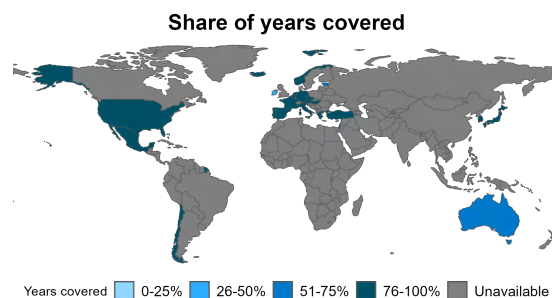 Share of years covered
Years covered 0-25% 26-50% 51-75% 76-100% Unavailable